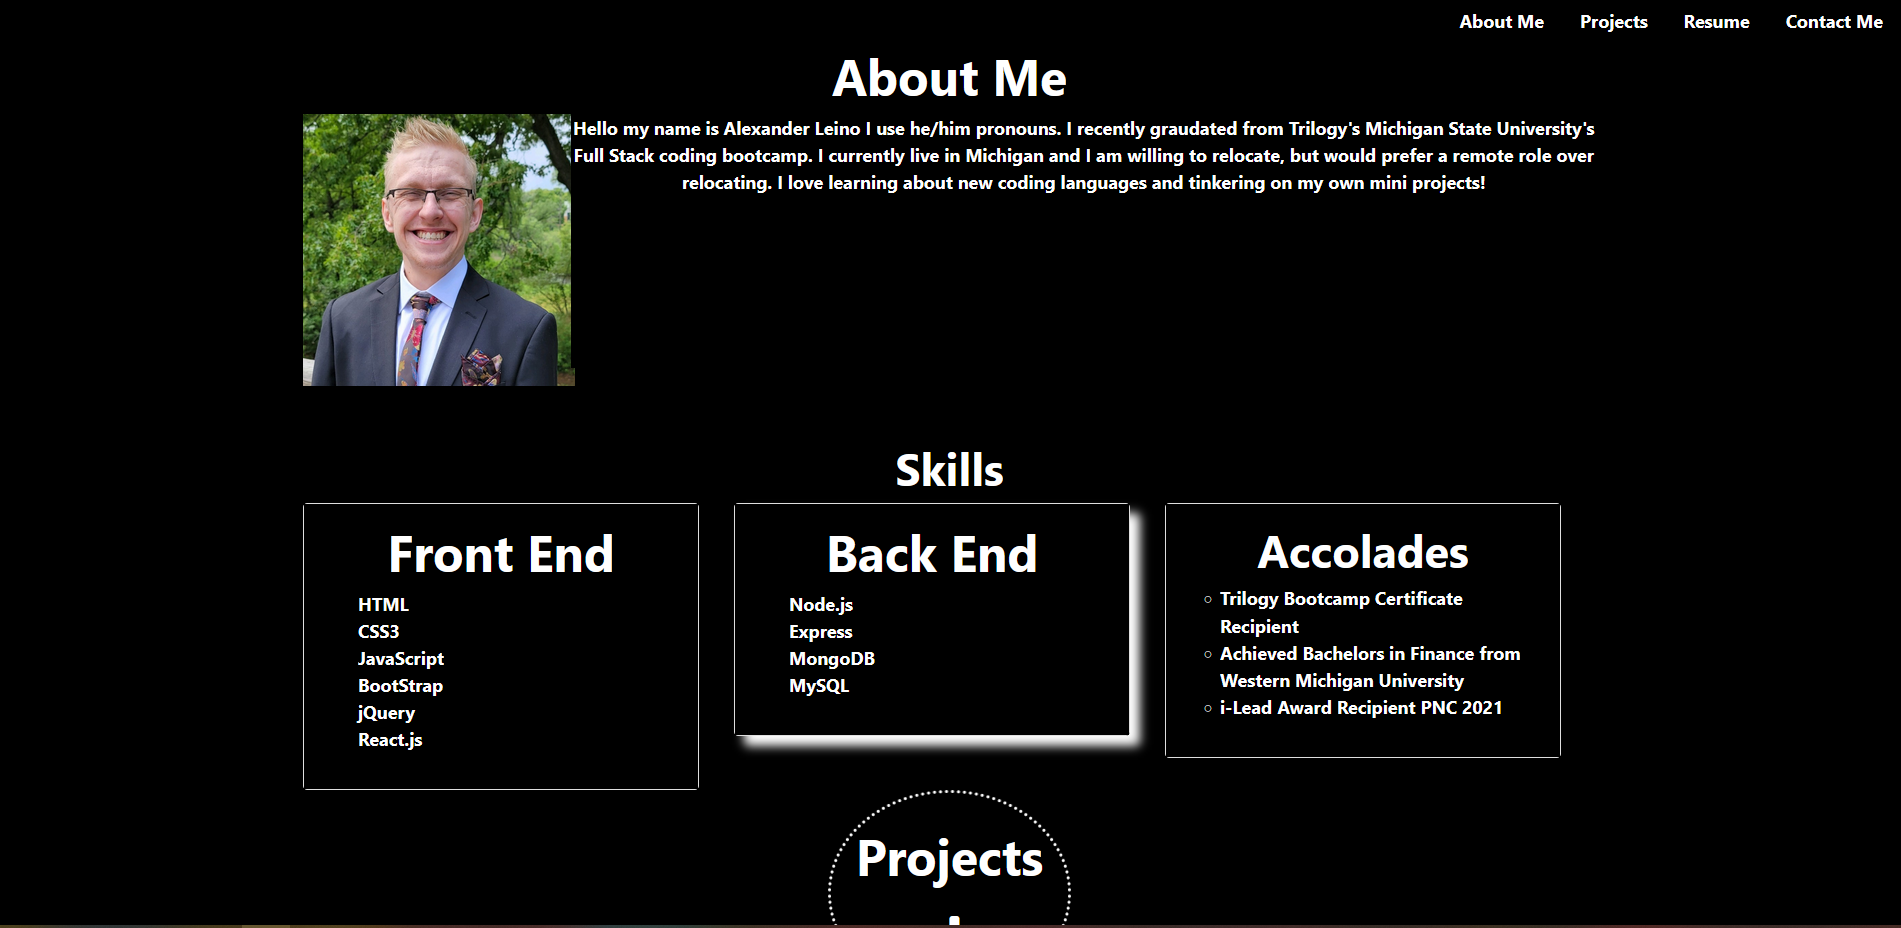 About Me Projects Resume Contact Me
About Me
Hello my name is Alexander Leino I use he/him pronouns. I recently graudated from Trilogy's Michigan State University's
Full Stack coding bootcamp. I currently live in Michigan and I am willing to relocate, but would prefer a remote role over
relocating. I love learning about new coding languages and tinkering on my own mini projects!
Skills
Front End
HTML
CSS3
JavaScript
BootStrap
jQuery
React.js
Back End
Node.js
Express
MongoDB
MySQL
Accolades
Trilogy Bootcamp Certificate
Recipient
Achieved Bachelors in Finance from
Western Michigan University
i-Lead Award Recipient PNC 2021
Projects